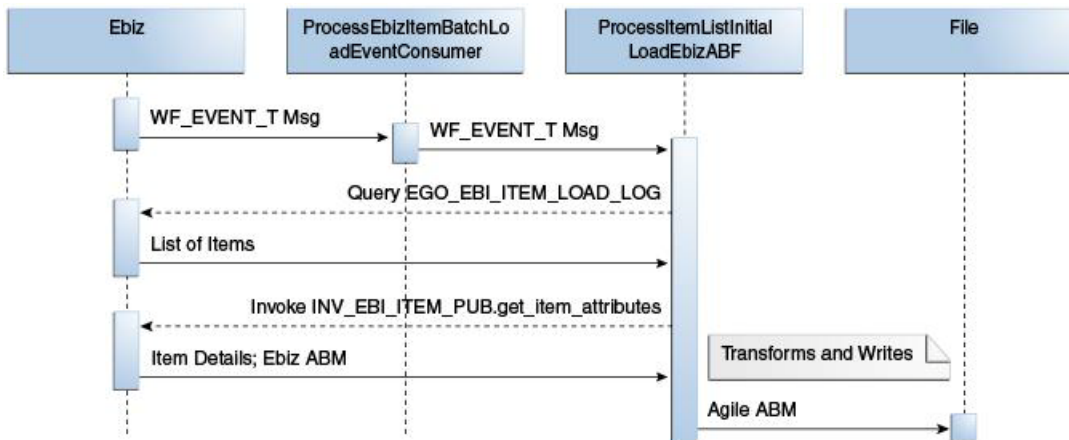 Ebiz
ProcessEbizItemBatchLo
adEventConsumer
ProcessItemListInitial
LoadEbizABF
File
WF_EVENT_T Msg
WF_EVENT_T Msg
Query EGO_EBI_ITEM_LOAD_LOG
List of Items
Invoke INV_EBI_ITEM_PUB.get_item_attributes
Item Details; Ebiz ABM
Transforms and Writes
Agile ABM